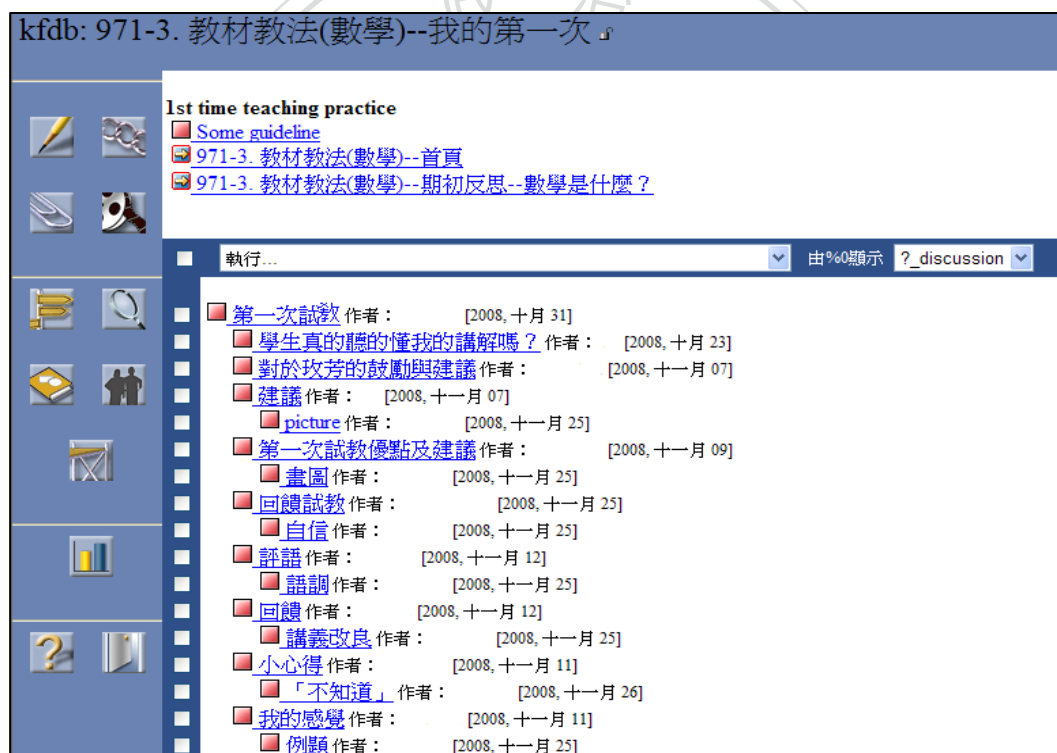 kfdb: 971-3. 教材教法(數學)--我的第一次
1st time teaching practice
Some guideline
971-3. 教材教法(數學)--首頁
971-3. 教材教法(數學)--期初反思--數學是什麼？
執行... 由%0顯示 ?_discussion
第一次試教 作者： [2008, 十月 31]
學生真的聽的懂我的講解嗎？ 作者： [2008, 十月 23]
對於玫芳的鼓勵與建議 作者： [2008, 十一月 07]
建議 作者： [2008, 十一月 07]
picture 作者： [2008, 十一月 25]
第一次試教優點及建議 作者： [2008, 十一月 09]
畫圖 作者： [2008, 十一月 25]
回饋試教 作者： [2008, 十一月 25]
自信 作者： [2008, 十一月 25]
評語 作者： [2008, 十一月 12]
語調 作者： [2008, 十一月 25]
回饋 作者： [2008, 十一月 12]
講義改良 作者： [2008, 十一月 25]
小心得 作者： [2008, 十一月 11]
「不知道」 作者： [2008, 十一月 26]
我的感覺 作者： [2008, 十一月 11]
例題 作者： [2008, 十一月 25]